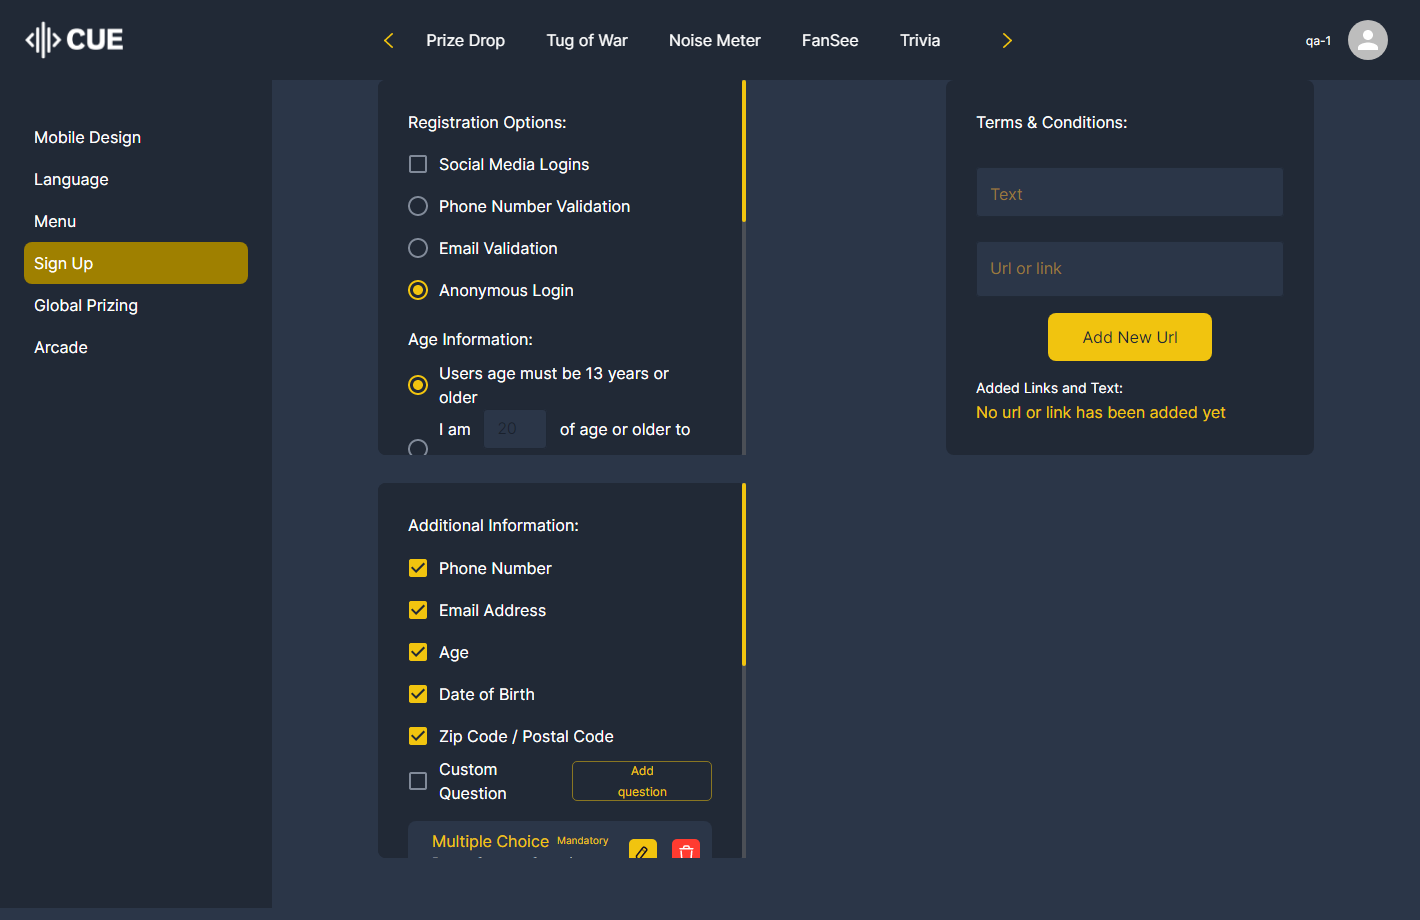 CUE
Prize Drop
Tug of War
Noise Meter
FanSee
Trivia
qa-1
Mobile Design
Language
Menu
Sign Up
Global Prizing
Arcade
Registration Options:
Social Media Logins
Phone Number Validation
Email Validation
Anonymous Login
Age Information:
Users age must be 13 years or
older
I am 20 of age or older to
Additional Information:
Phone Number
Email Address
Age
Date of Birth
Zip Code / Postal Code
Custom
Question
Add
question
Multiple Choice Mandatory
Terms & Conditions:
Text
Url or link
Add New Url
Added Links and Text:
No url or link has been added yet